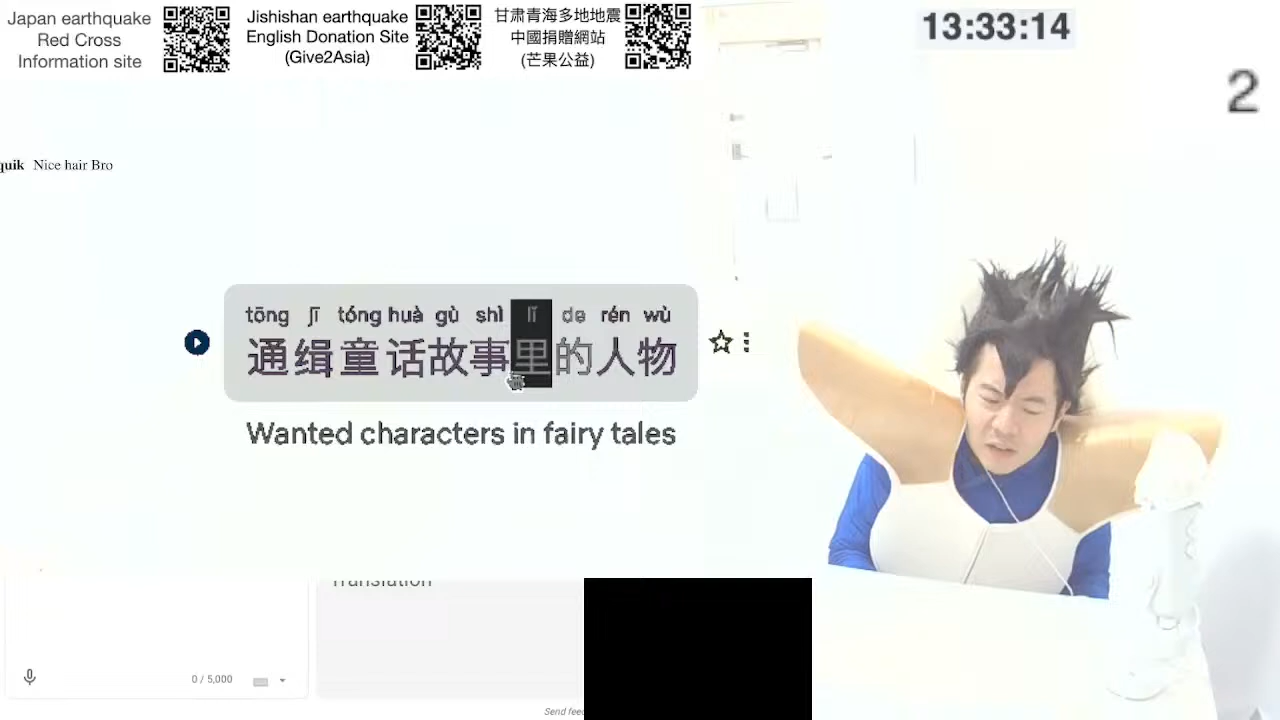 Japan earthquake
Red Cross
Information site
Jishishan earthquake
English Donation Site
(Give2Asia)
甘肅青海多地地震
中國捐贈網站
(芒果公益)
13:33:14
2
quik Nice hair Bro
tōng jī tóng huà gù shì lǐ de rén wù
通缉童话故事里的人物
Wanted characters in fairy tales
Translation
0 / 5,000
Send fee